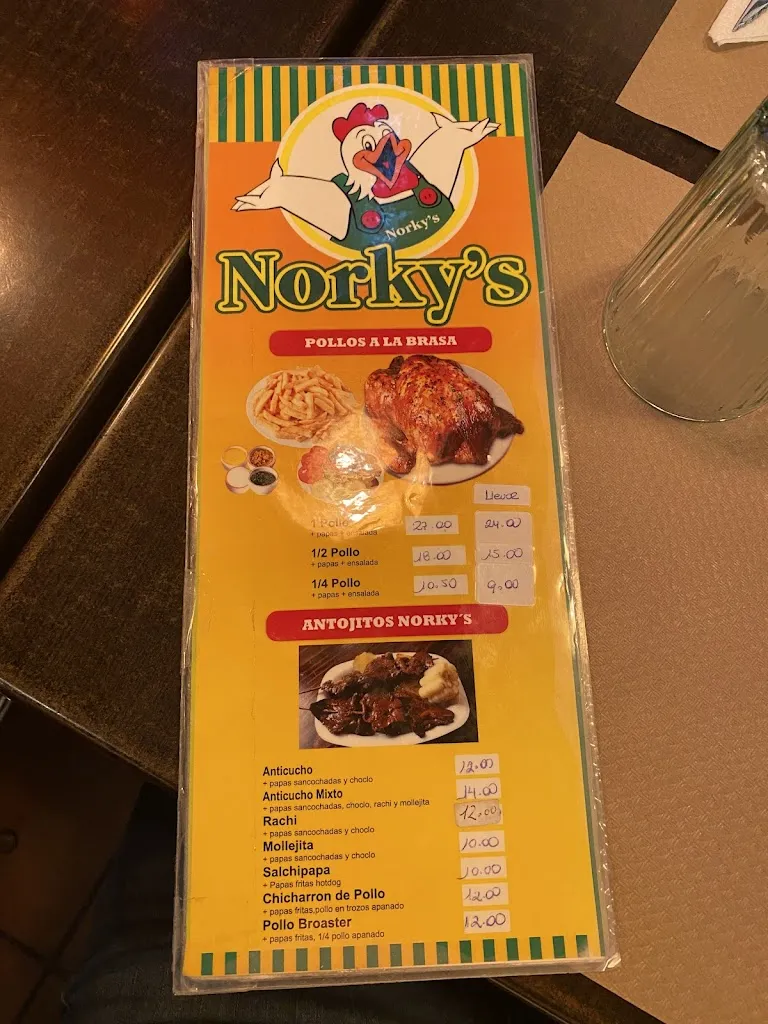 Norky's
Norky's
POLLOS A LA BRASA
LLevar
1 Pollo 27.00 24.00
+ papas + ensalada
1/2 Pollo 18.00 15.00
+ papas + ensalada
1/4 Pollo 10.50 9.00
+ papas + ensalada
ANTOJITOS NORKY´S
Anticucho 12.00
+ papas sancochadas y choclo
Anticucho Mixto 14.00
+ papas sancochadas, choclo, rachi y mollejita
Rachi 12.00
+ papas sancochadas y choclo
Mollejita 10.00
+ papas sancochadas y choclo
Salchipapa 10.00
+ Papas fritas hotdog
Chicharron de Pollo 12.00
+ papas fritas,pollo en trozos apanado
Pollo Broaster 12.00
+ papas fritas, 1/4 pollo apanado